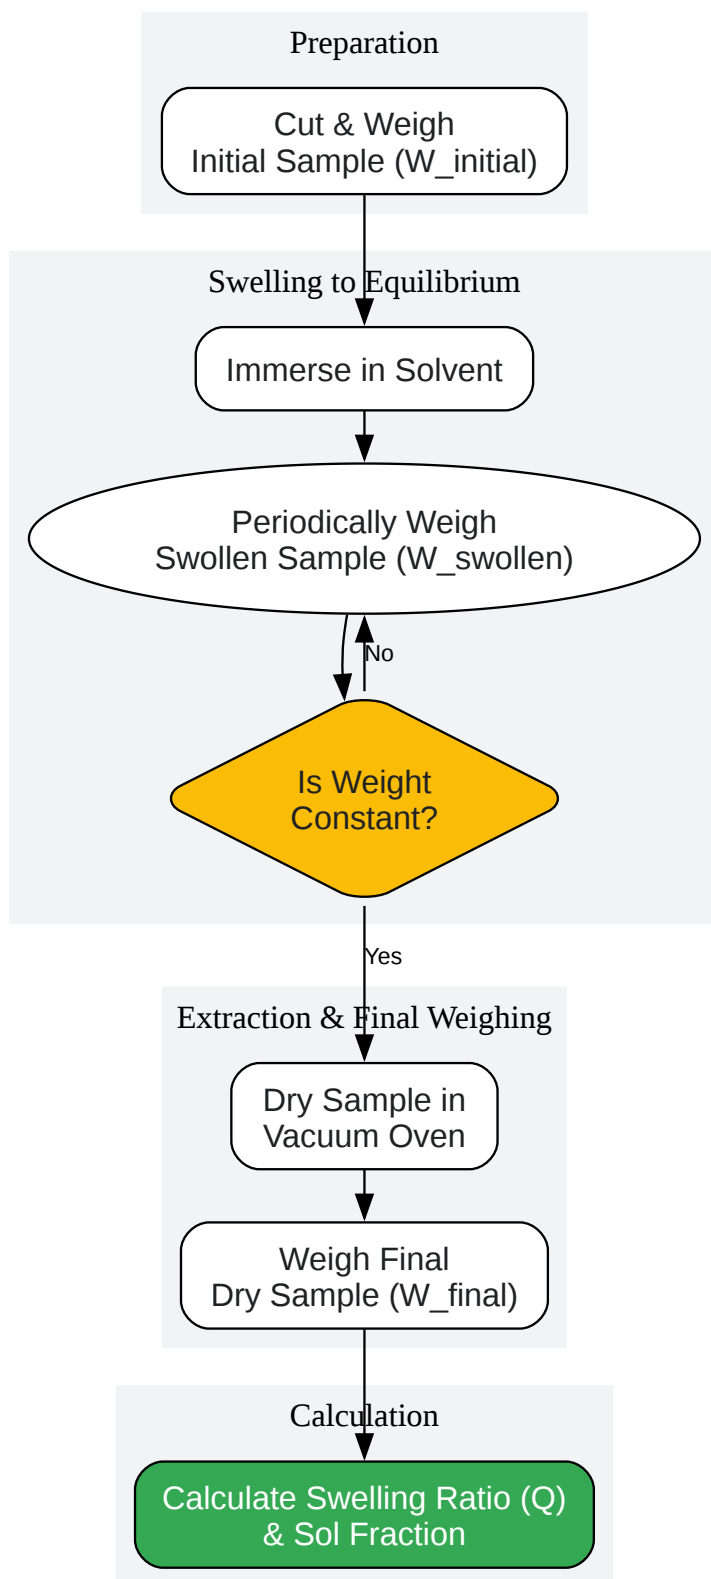 Preparation
Cut & Weigh
Initial Sample (W_initial)
Swelling to Equilibrium
Immerse in Solvent
Periodically Weigh
Swollen Sample (W_swollen)
No
Is Weight
Constant?
Yes
Extraction & Final Weighing
Dry Sample in
Vacuum Oven
Weigh Final
Dry Sample (W_final)
Calculation
Calculate Swelling Ratio (Q)
& Sol Fraction